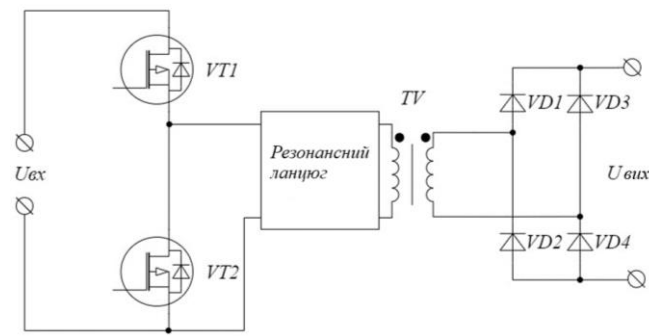 VT1
TV
VD1
VD3
Uвх
Резонансний
ланцюг
Uвих
VT2
VD2
VD4